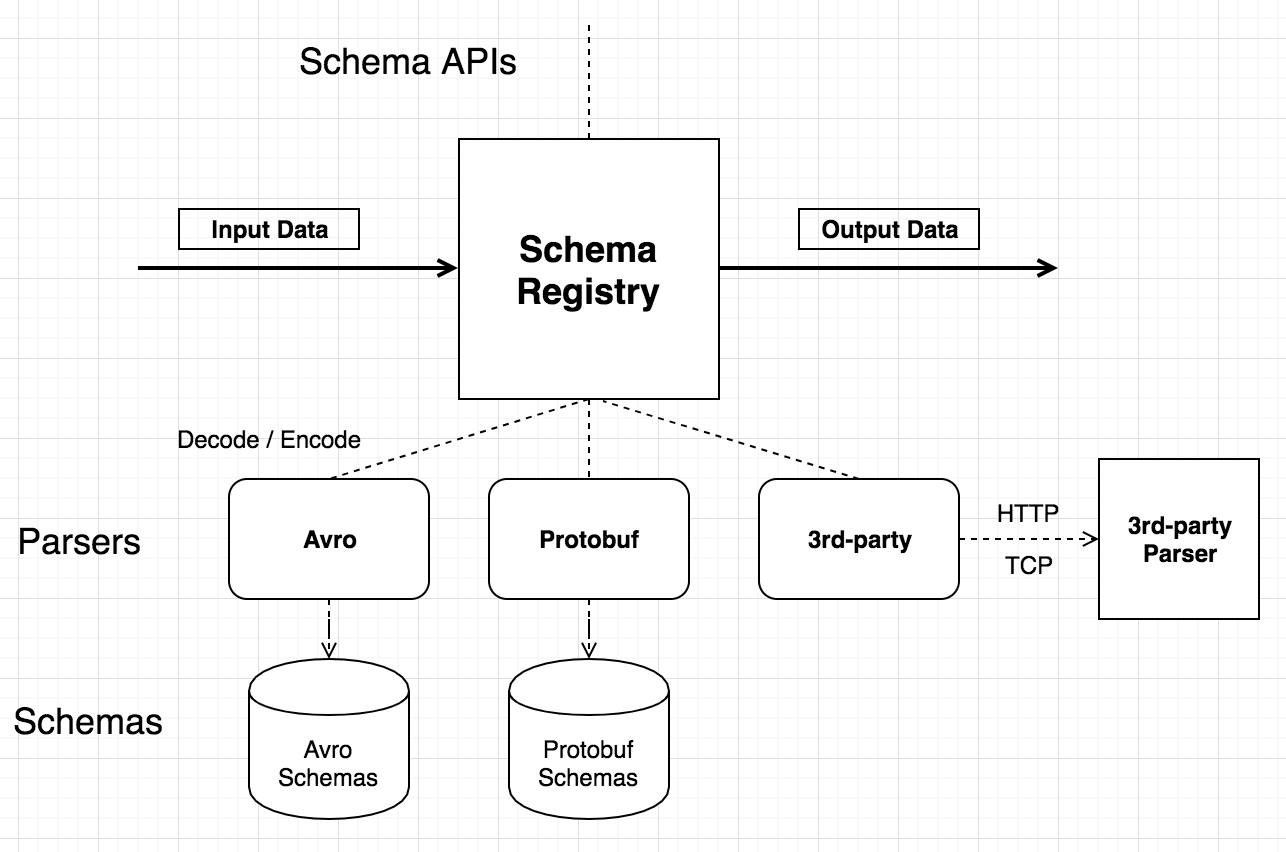 Schema APIs
Input Data
Output Data
Schema
Registry
Decode / Encode
Parsers
Avro
Protobuf
3rd-party
HTTP
TCP
3rd-party
Parser
Schemas
Avro
Schemas
Protobuf
Schemas